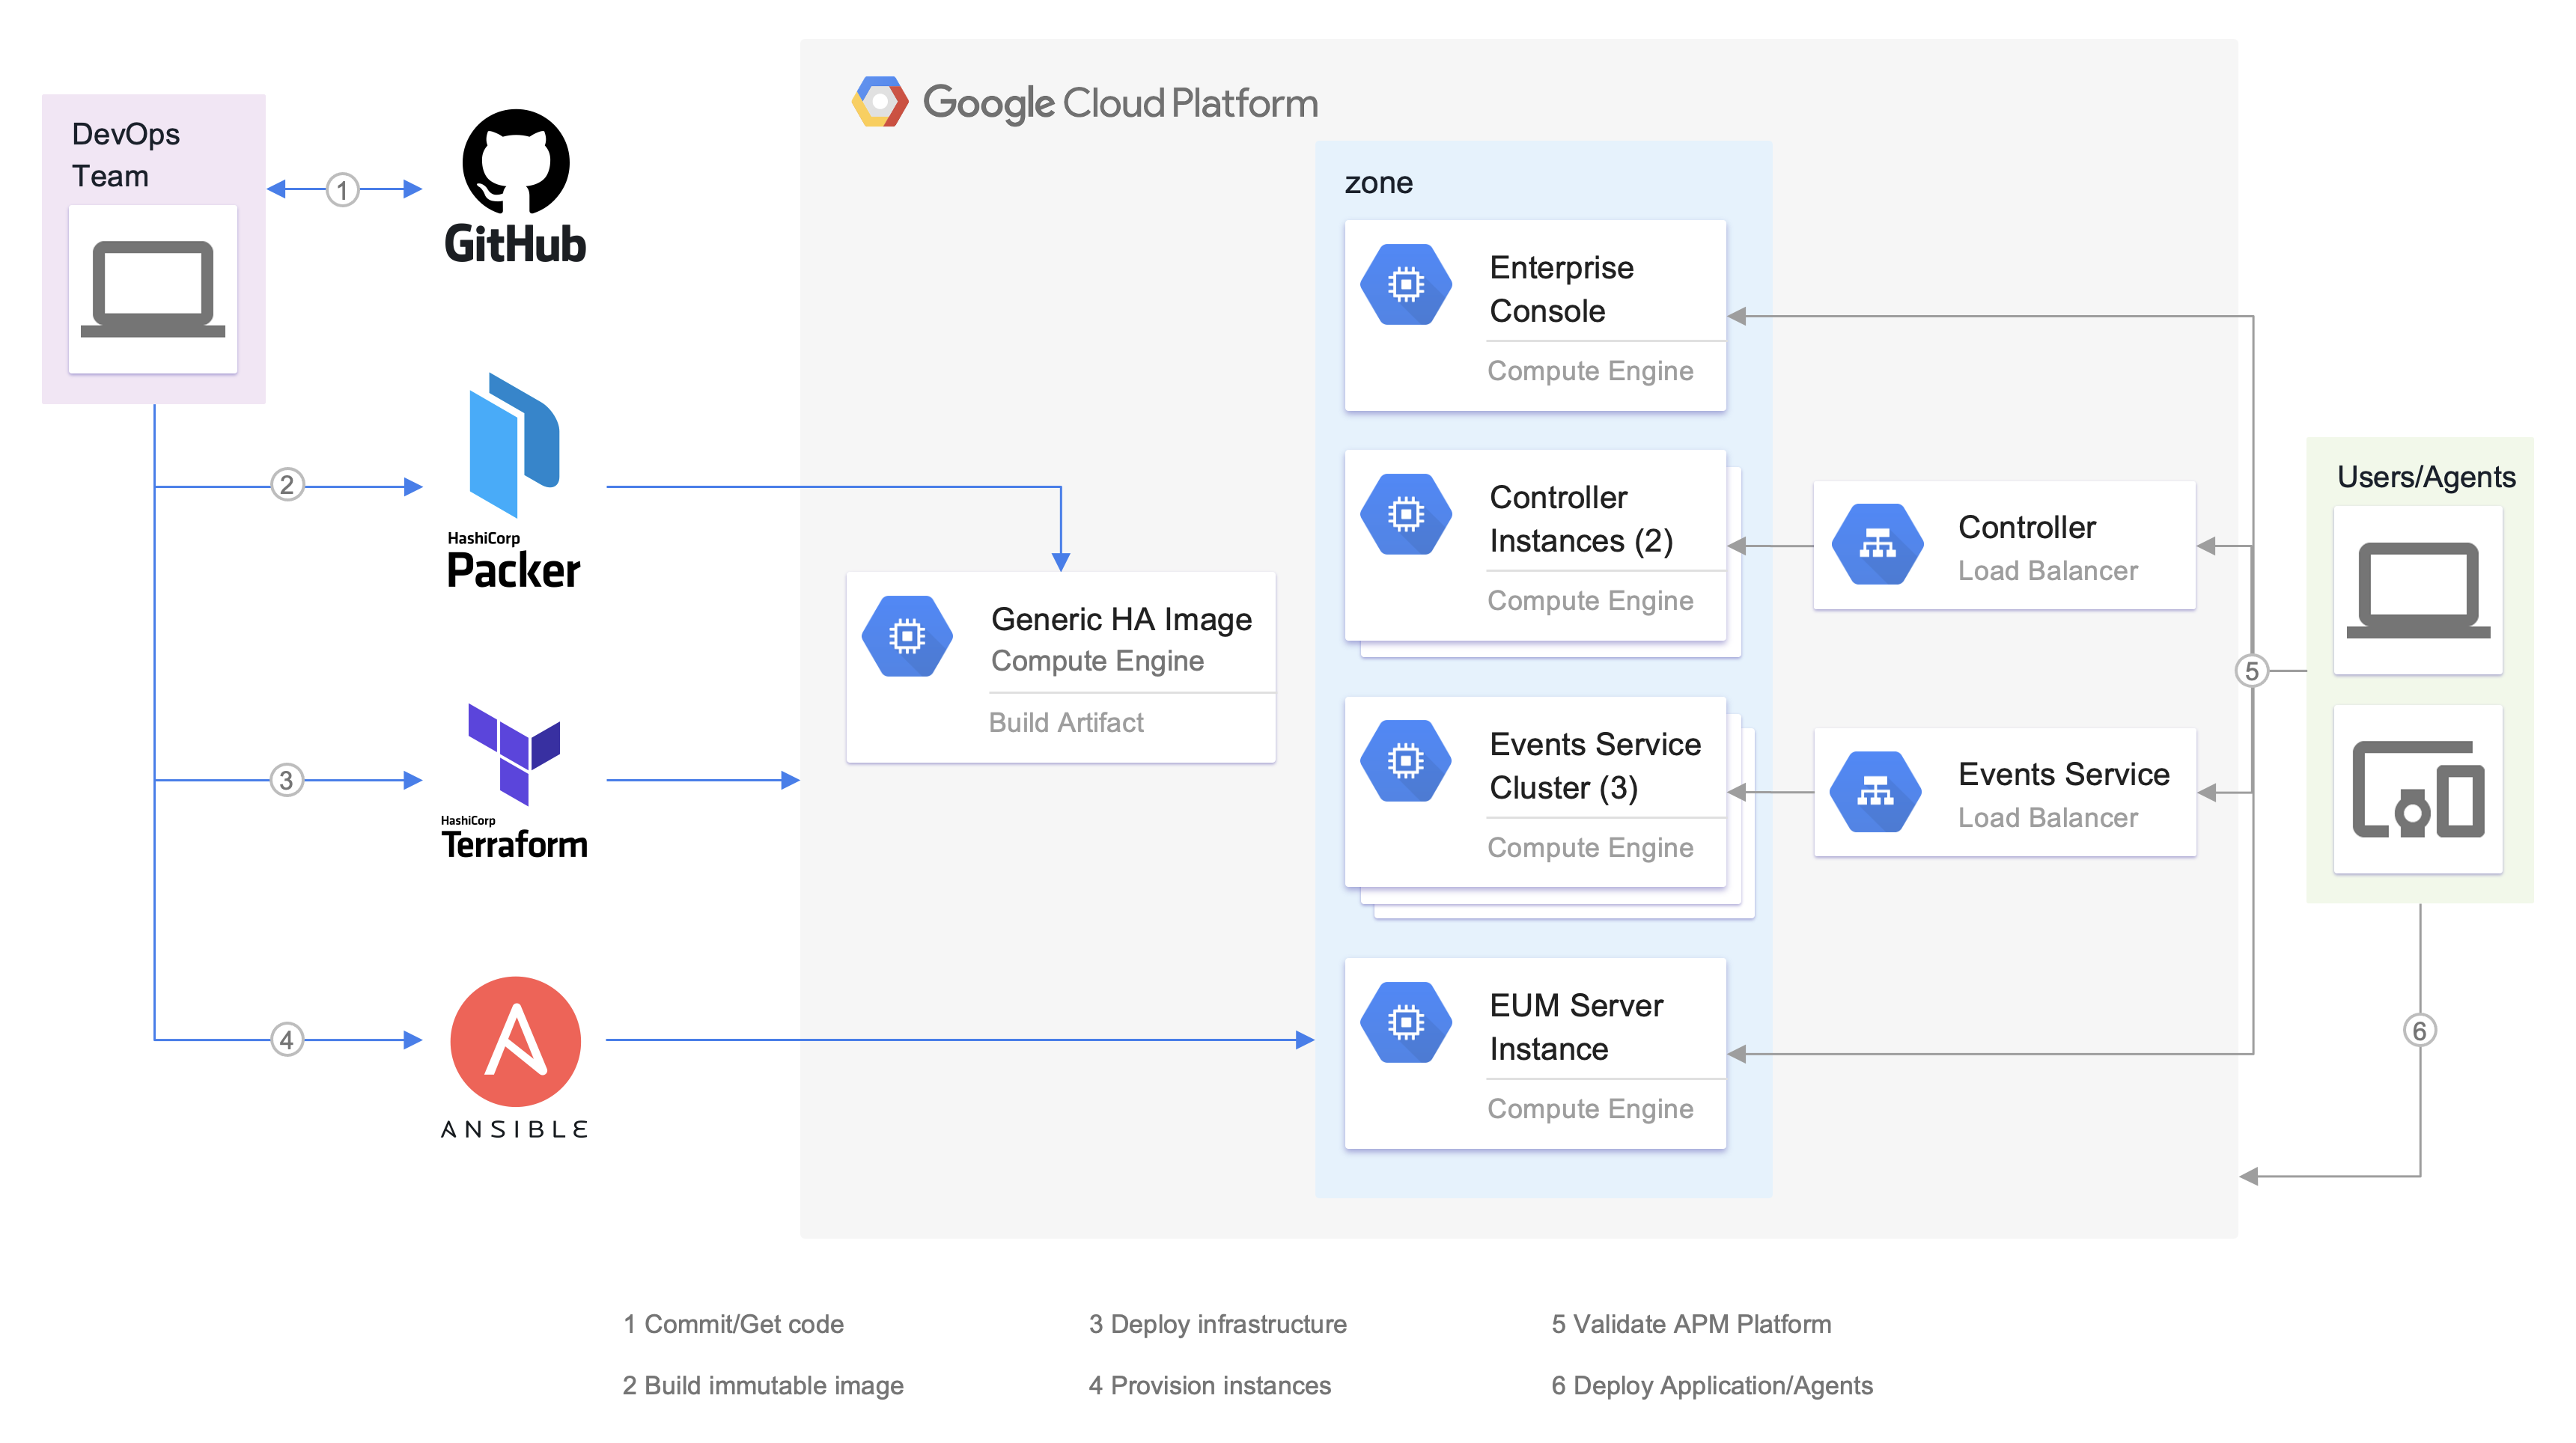 Google Cloud Platform
DevOps
Team
1
GitHub
2
HashiCorp
Packer
3
HashiCorp
Terraform
4
ANSIBLE
Generic HA Image
Compute Engine
Build Artifact
zone
Enterprise
Console
Compute Engine
Controller
Instances (2)
Compute Engine
Events Service
Cluster (3)
Compute Engine
EUM Server
Instance
Compute Engine
Controller
Load Balancer
Events Service
Load Balancer
5
Users/Agents
6
1 Commit/Get code
2 Build immutable image
3 Deploy infrastructure
4 Provision instances
5 Validate APM Platform
6 Deploy Application/Agents